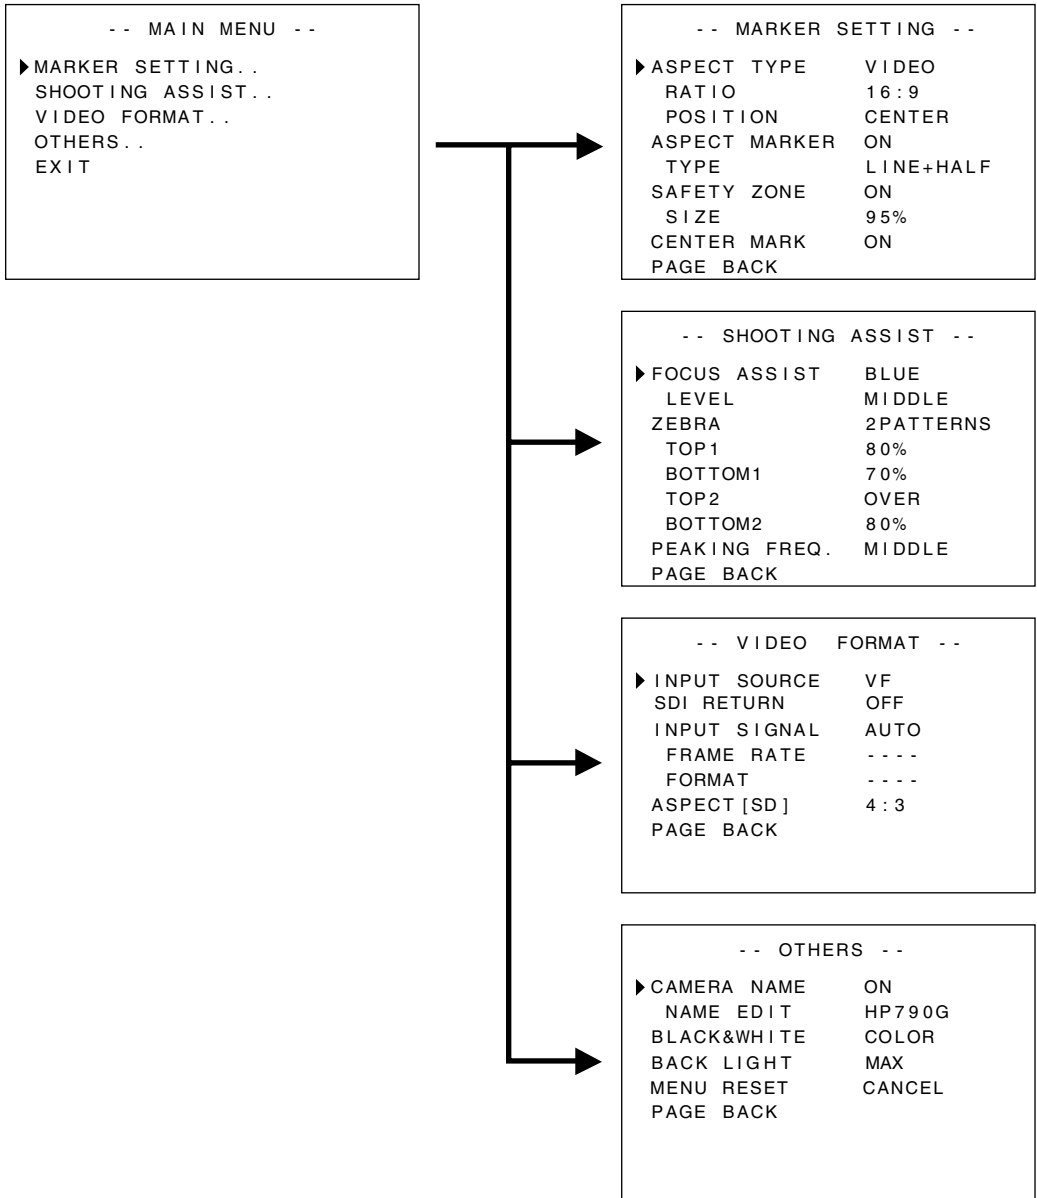 -- MAIN MENU --
MARKER SETTING..
SHOOTING ASSIST..
VIDEO FORMAT..
OTHERS..
EXIT
-- MARKER SETTING --
ASPECT TYPE VIDEO
RATIO 16:9
POSITION CENTER
ASPECT MARKER ON
TYPE LINE+HALF
SAFETY ZONE ON
SIZE 95%
CENTER MARK ON
PAGE BACK
-- SHOOTING ASSIST --
FOCUS ASSIST BLUE
LEVEL MIDDLE
ZEBRA 2PATTERNS
TOP1 80%
BOTTOM1 70%
TOP2 OVER
BOTTOM2 80%
PEAKING FREQ. MIDDLE
PAGE BACK
-- VIDEO FORMAT --
INPUT SOURCE VF
SDI RETURN OFF
INPUT SIGNAL AUTO
FRAME RATE ----
FORMAT ----
ASPECT[SD] 4:3
PAGE BACK
-- OTHERS --
CAMERA NAME ON
NAME EDIT HP790G
BLACK&WHITE COLOR
BACK LIGHT MAX
MENU RESET CANCEL
PAGE BACK